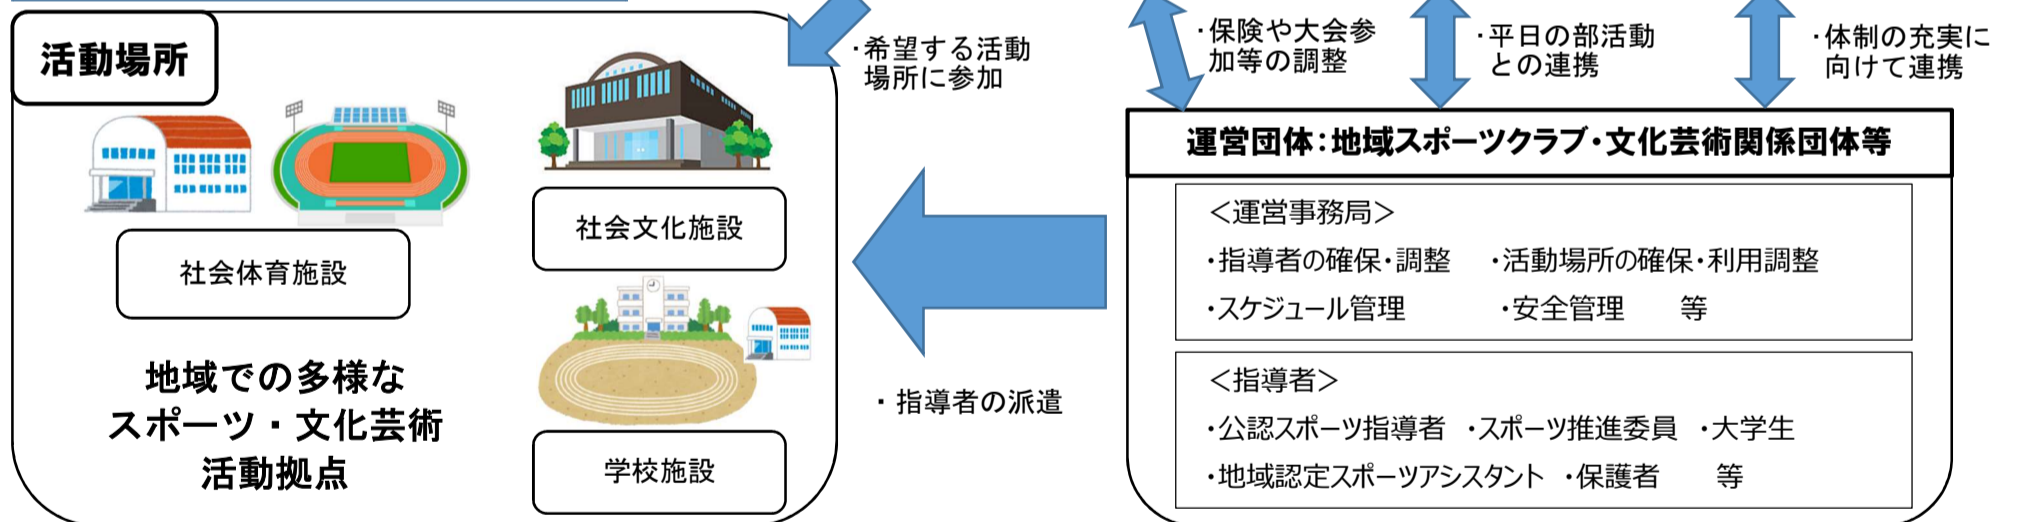 活動場所
・希望する活動
場所に参加
・保険や大会参
加等の調整
・平日の部活動
との連携
・体制の充実に
向けて連携
社会体育施設
社会文化施設
学校施設
地域での多様な
スポーツ・文化芸術
活動拠点
・指導者の派遣
運営団体:地域スポーツクラブ・文化芸術関係団体等
＜運営事務局＞
・指導者の確保・調整 ・活動場所の確保・利用調整
・スケジュール管理 ・安全管理 等
＜指導者＞
・公認スポーツ指導者 ・スポーツ推進委員 ・大学生
・地域認定スポーツアシスタント ・保護者 等